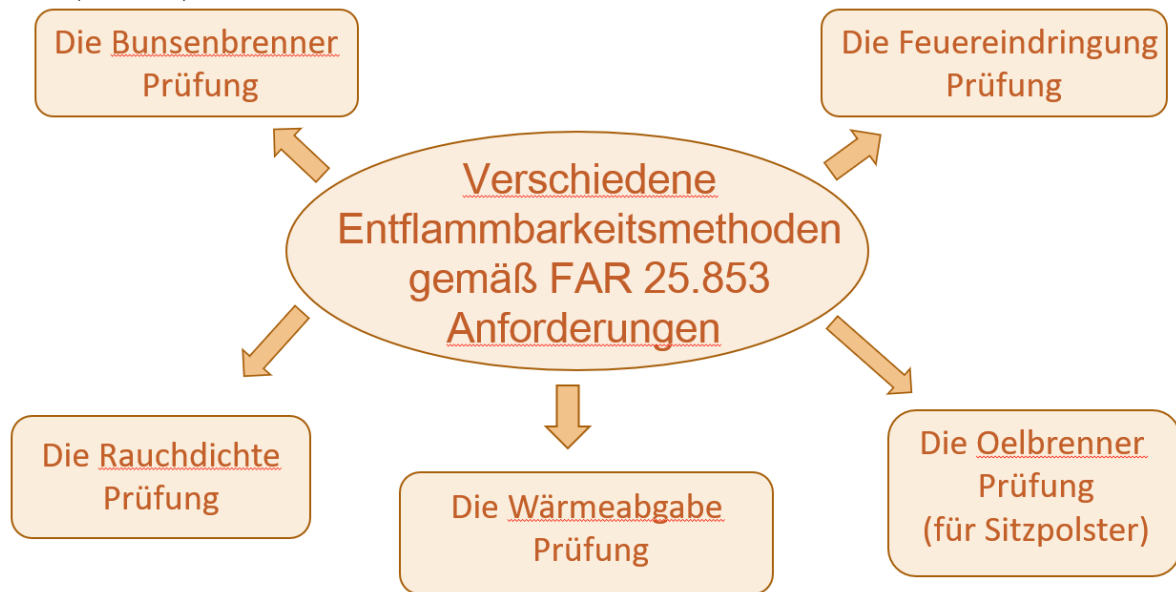 Die Bunsenbrenner
Prüfung
Die Feuereindringung
Prüfung
Verschiedene
Entflammbarkeitsmethoden
gemäß FAR 25.853
Anforderungen
Die Rauchdichte
Prüfung
Die Wärmeabgabe
Prüfung
Die Oelbrenner
Prüfung
(für Sitzpolster)